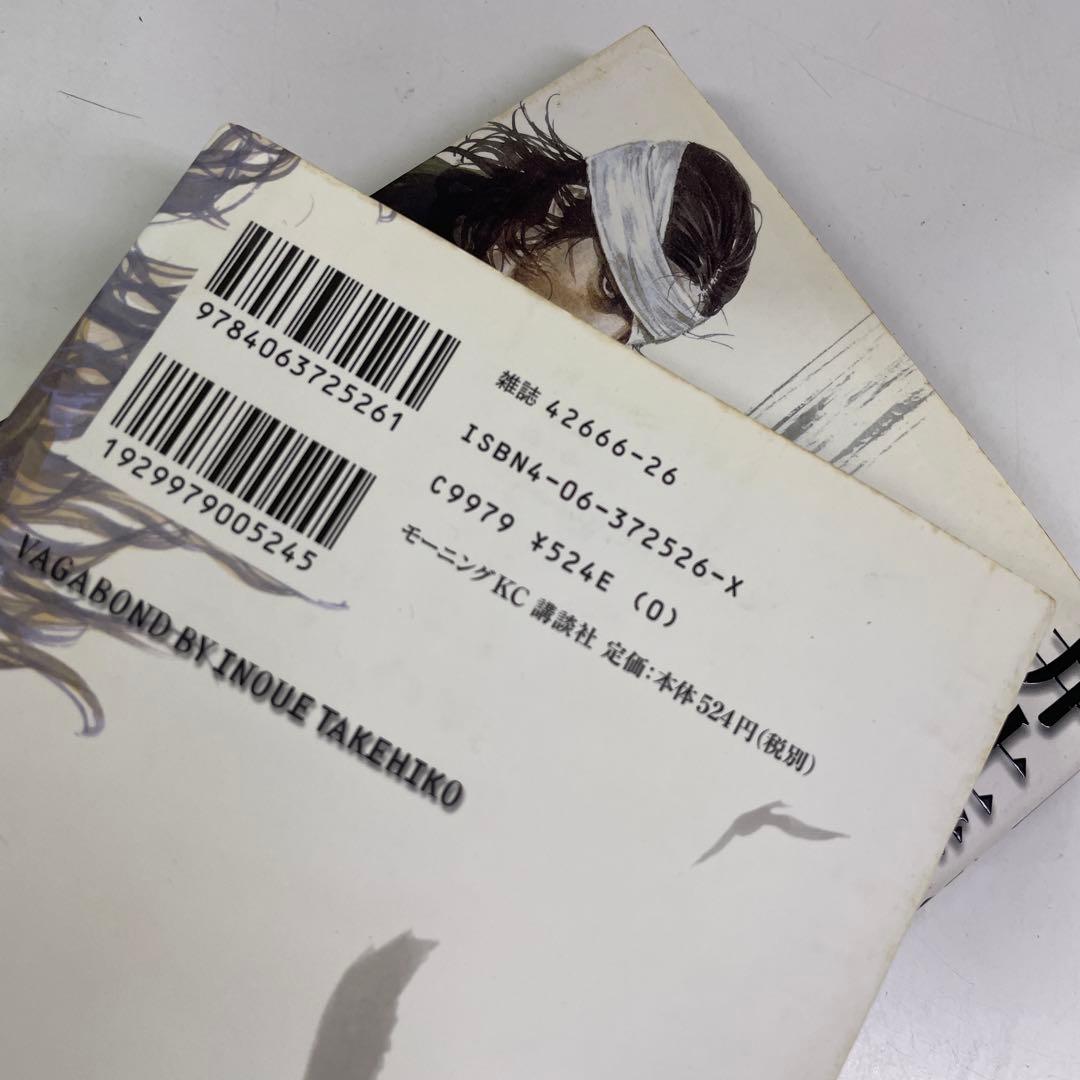 9784063725261
1929979005245
雑誌 42666-26
ISBN4-06-372526-X
C9979 ¥524E (0)
モーニングKC 講談社 定価:本体524円(税別)
VAGABOND BY INOUE TAKEHIKO
井